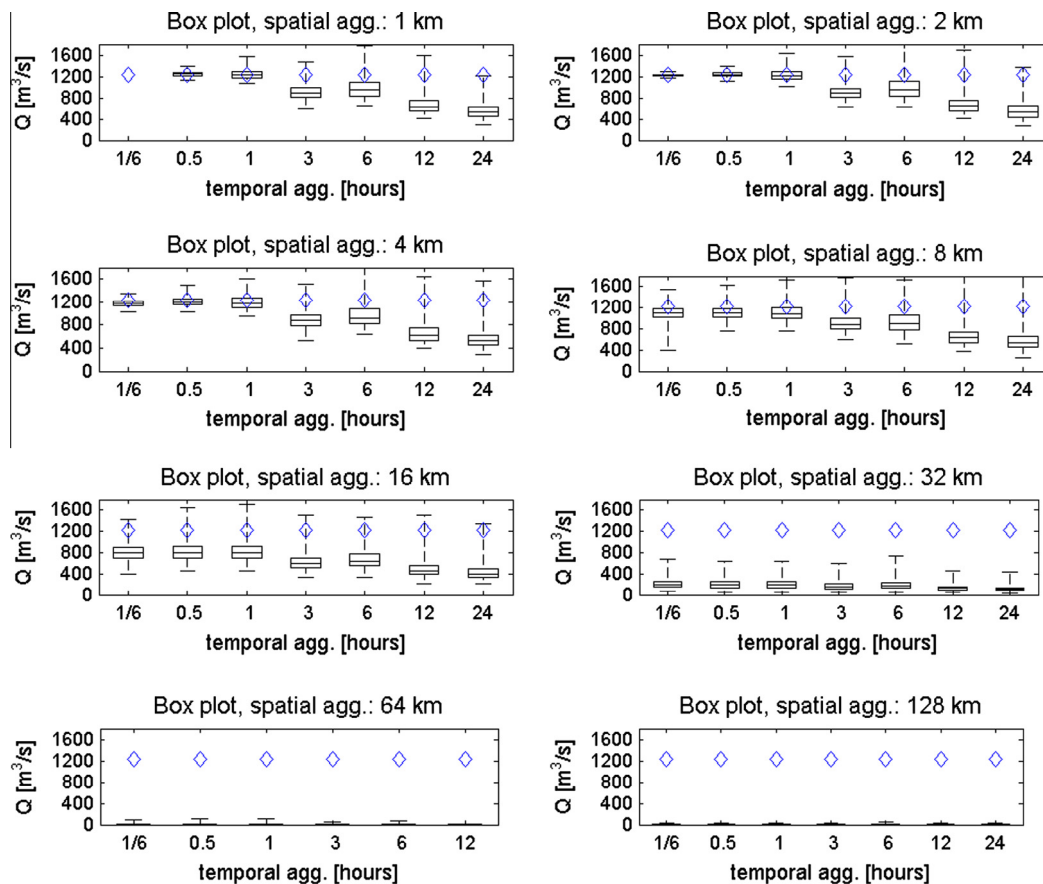 Box plot, spatial agg.: 1 km
Q [m³/s]
1600
1200
800
400
0
1/6 0.5 1 3 6 12 24
temporal agg. [hours]
Box plot, spatial agg.: 2 km
Q [m³/s]
1600
1200
800
400
0
1/6 0.5 1 3 6 12 24
temporal agg. [hours]
Box plot, spatial agg.: 4 km
Q [m³/s]
1600
1200
800
400
0
1/6 0.5 1 3 6 12 24
temporal agg. [hours]
Box plot, spatial agg.: 8 km
Q [m³/s]
1600
1200
800
400
0
1/6 0.5 1 3 6 12 24
temporal agg. [hours]
Box plot, spatial agg.: 16 km
Q [m³/s]
1600
1200
800
400
0
1/6 0.5 1 3 6 12 24
temporal agg. [hours]
Box plot, spatial agg.: 32 km
Q [m³/s]
1600
1200
800
400
0
1/6 0.5 1 3 6 12 24
temporal agg. [hours]
Box plot, spatial agg.: 64 km
Q [m³/s]
1600
1200
800
400
0
1/6 0.5 1 3 6 12
temporal agg. [hours]
Box plot, spatial agg.: 128 km
Q [m³/s]
1600
1200
800
400
0
1/6 0.5 1 3 6 12 24
temporal agg. [hours]